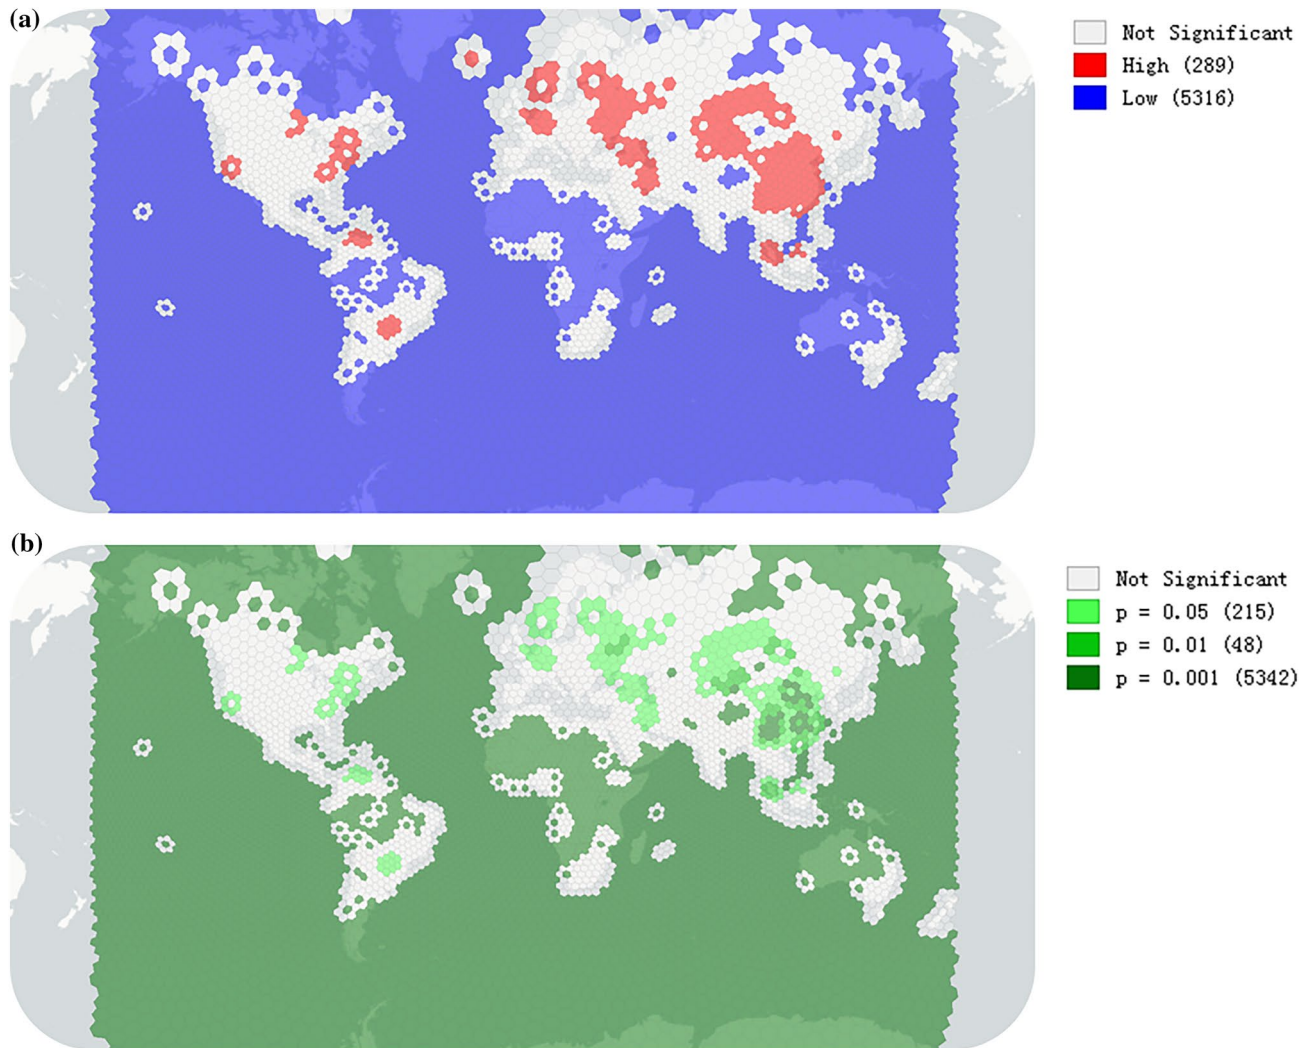 (a)
Not Significant
High (289)
Low (5316)
(b)
Not Significant
p = 0.05 (215)
p = 0.01 (48)
p = 0.001 (5342)